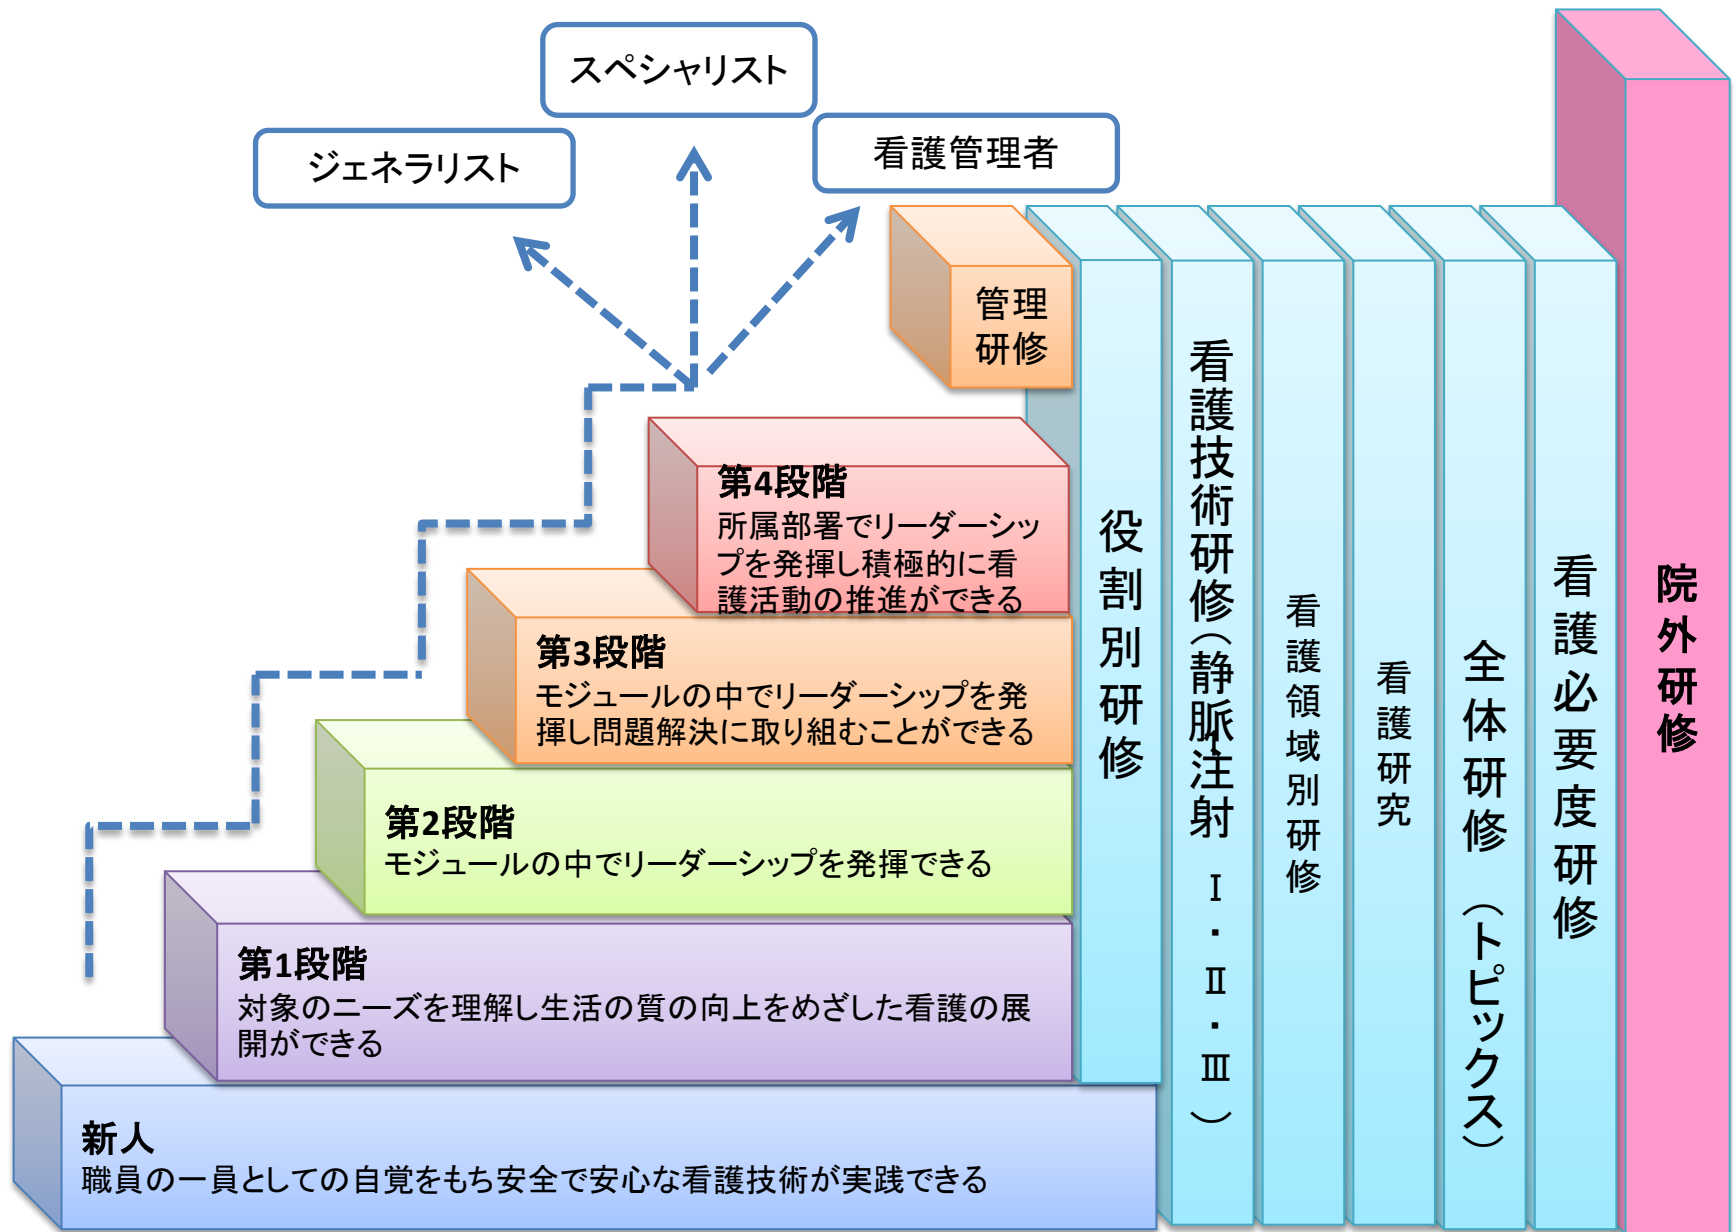 スペシャリスト
ジェネラリスト
看護管理者
管理
研修
第4段階
所属部署でリーダーシッ
プを発揮し積極的に看
護活動の推進ができる
第3段階
モジュールの中でリーダーシップを発
揮し問題解決に取り組むことができる
第2段階
モジュールの中でリーダーシップを発揮できる
第1段階
対象のニーズを理解し生活の質の向上をめざした看護の展
開ができる
新人
職員の一員としての自覚をもち安全で安心な看護技術が実践できる
役割別研修
看護技術研修(静脈注射 Ⅰ・Ⅱ・Ⅲ)
看護領域別研修
看護研究
全体研修 (トピックス)
看護必要度研修
院外研修